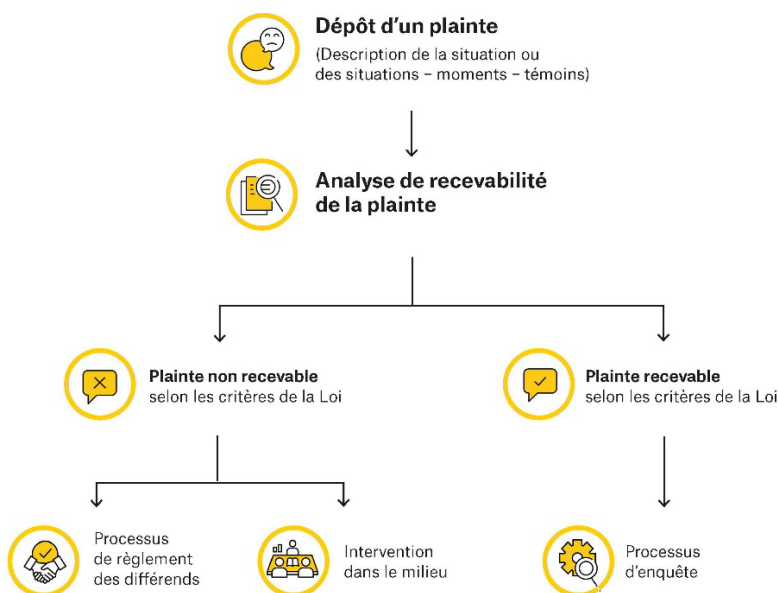 Dépôt d'un plainte
(Description de la situation ou
des situations – moments – témoins)
Analyse de recevabilité
de la plainte
Plainte non recevable
selon les critères de la Loi
Plainte recevable
selon les critères de la Loi
Processus
de règlement
des différends
Intervention
dans le milieu
Processus
d'enquête